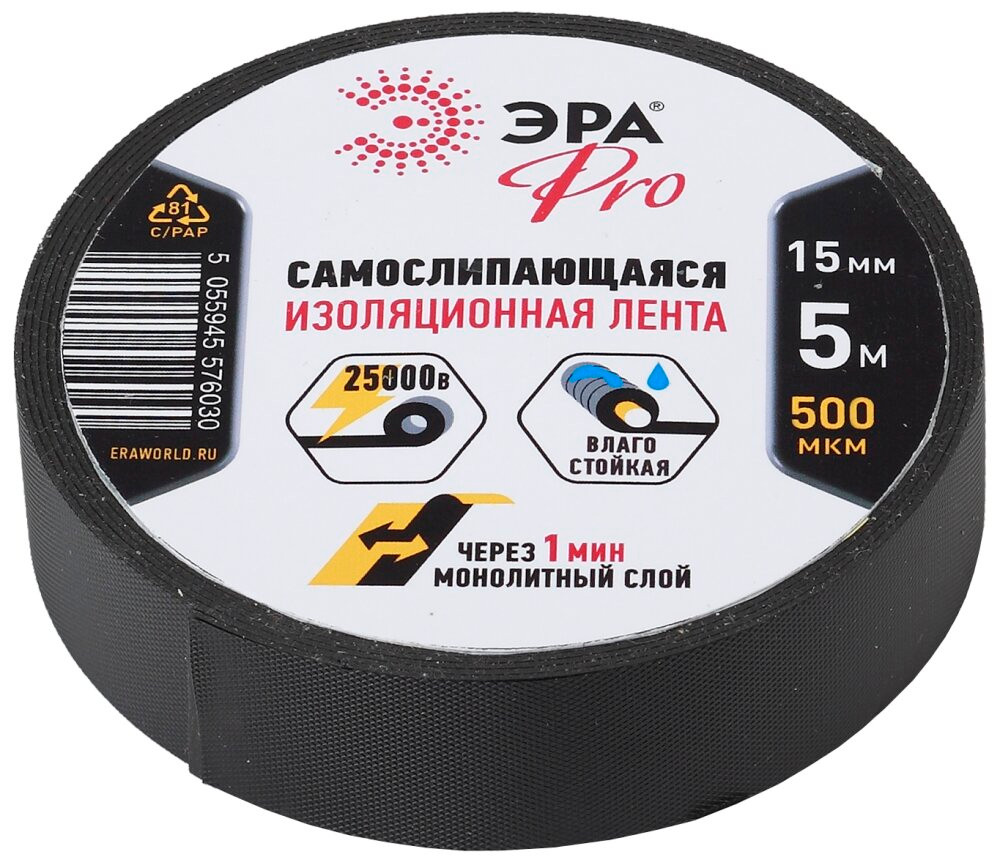 ЭРА®
Pro
81
C/PAP
5 055945 576030
ERAWORLD.RU
САМОСЛИПАЮЩАЯСЯ
ИЗОЛЯЦИОННАЯ ЛЕНТА
25000в
ВЛАГО
СТОЙКАЯ
ЧЕРЕЗ 1 МИН
МОНОЛИТНЫЙ СЛОЙ
15 мм
5 м
500
МКМ